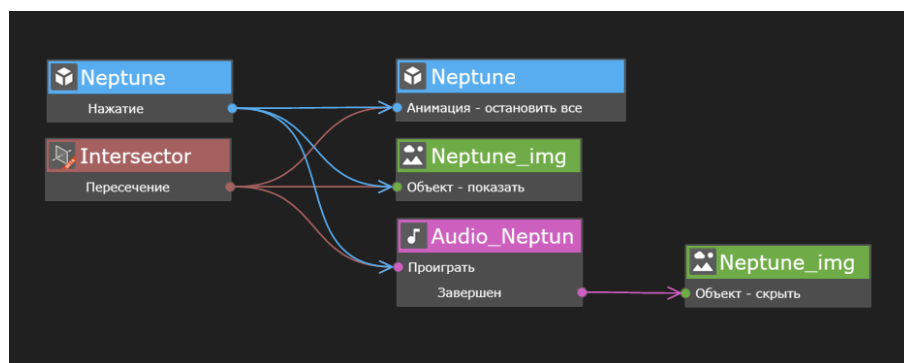 Neptune
Нажатие
Intersector
Пересечение
Neptune
Анимация - остановить все
Neptune_img
Объект - показать
Audio_Neptun
Проиграть
Завершен
Neptune_img
Объект - скрыть